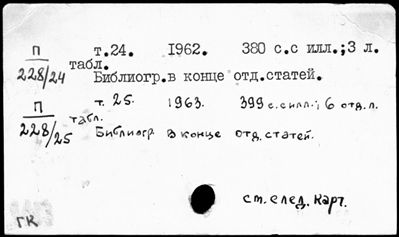 П т.24. 1962. 380 с.с илл.;3 л.
228/24 табл.
Библиогр.в конце отд.статей.
П т. 25. 1963. 399 с.с илл.; 6 отд.л.
228/25 табл.
Библиогр в конце отд. статей.
см. след. карт.
ГК